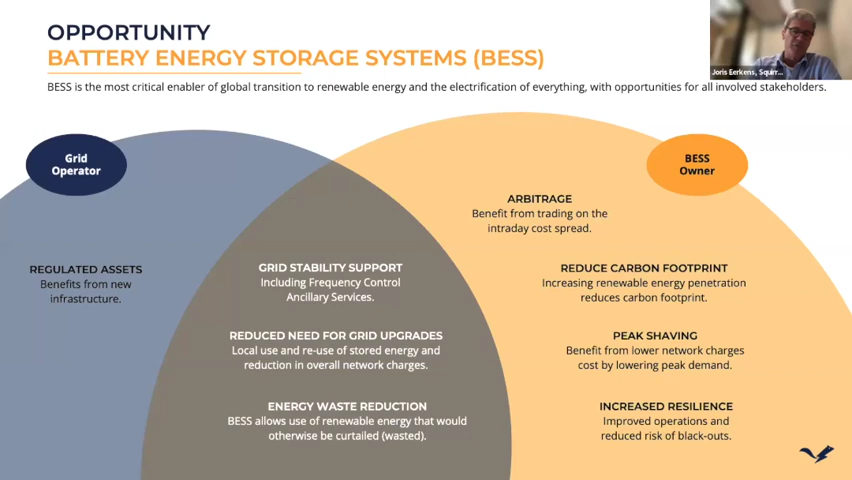 OPPORTUNITY
BATTERY ENERGY STORAGE SYSTEMS (BESS)
BESS is the most critical enabler of global transition to renewable energy and the electrification of everything, with opportunities for all involved stakeholders.
Joris Eerkens, Squirr...
Grid
Operator
BESS
Owner
REGULATED ASSETS
Benefits from new
infrastructure.
GRID STABILITY SUPPORT
Including Frequency Control
Ancillary Services.
REDUCED NEED FOR GRID UPGRADES
Local use and re-use of stored energy and
reduction in overall network charges.
ENERGY WASTE REDUCTION
BESS allows use of renewable energy that would
otherwise be curtailed (wasted).
ARBITRAGE
Benefit from trading on the
intraday cost spread.
REDUCE CARBON FOOTPRINT
Increasing renewable energy penetration
reduces carbon footprint.
PEAK SHAVING
Benefit from lower network charges
cost by lowering peak demand.
INCREASED RESILIENCE
Improved operations and
reduced risk of black-outs.